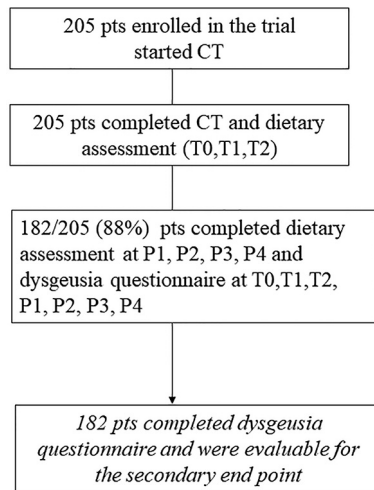 205 pts enrolled in the trial
started CT
205 pts completed CT and dietary
assessment (T0,T1,T2)
182/205 (88%) pts completed dietary
assessment at P1, P2, P3, P4 and
dysgeusia questionnaire at T0,T1,T2,
P1, P2, P3, P4
182 pts completed dysgeusia
questionnaire and were evaluable for
the secondary end point